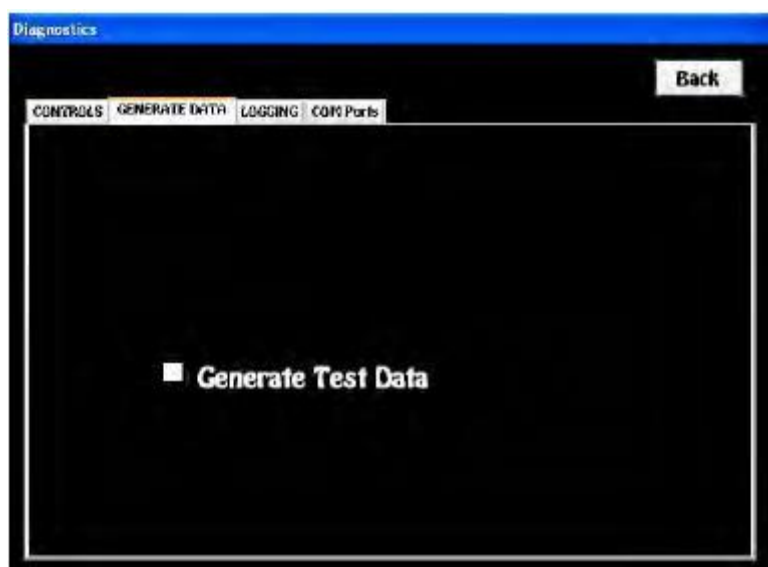 Diagnostics
Back
CONTROLS GENERATE DATA LOGGING COM Ports
Generate Test Data